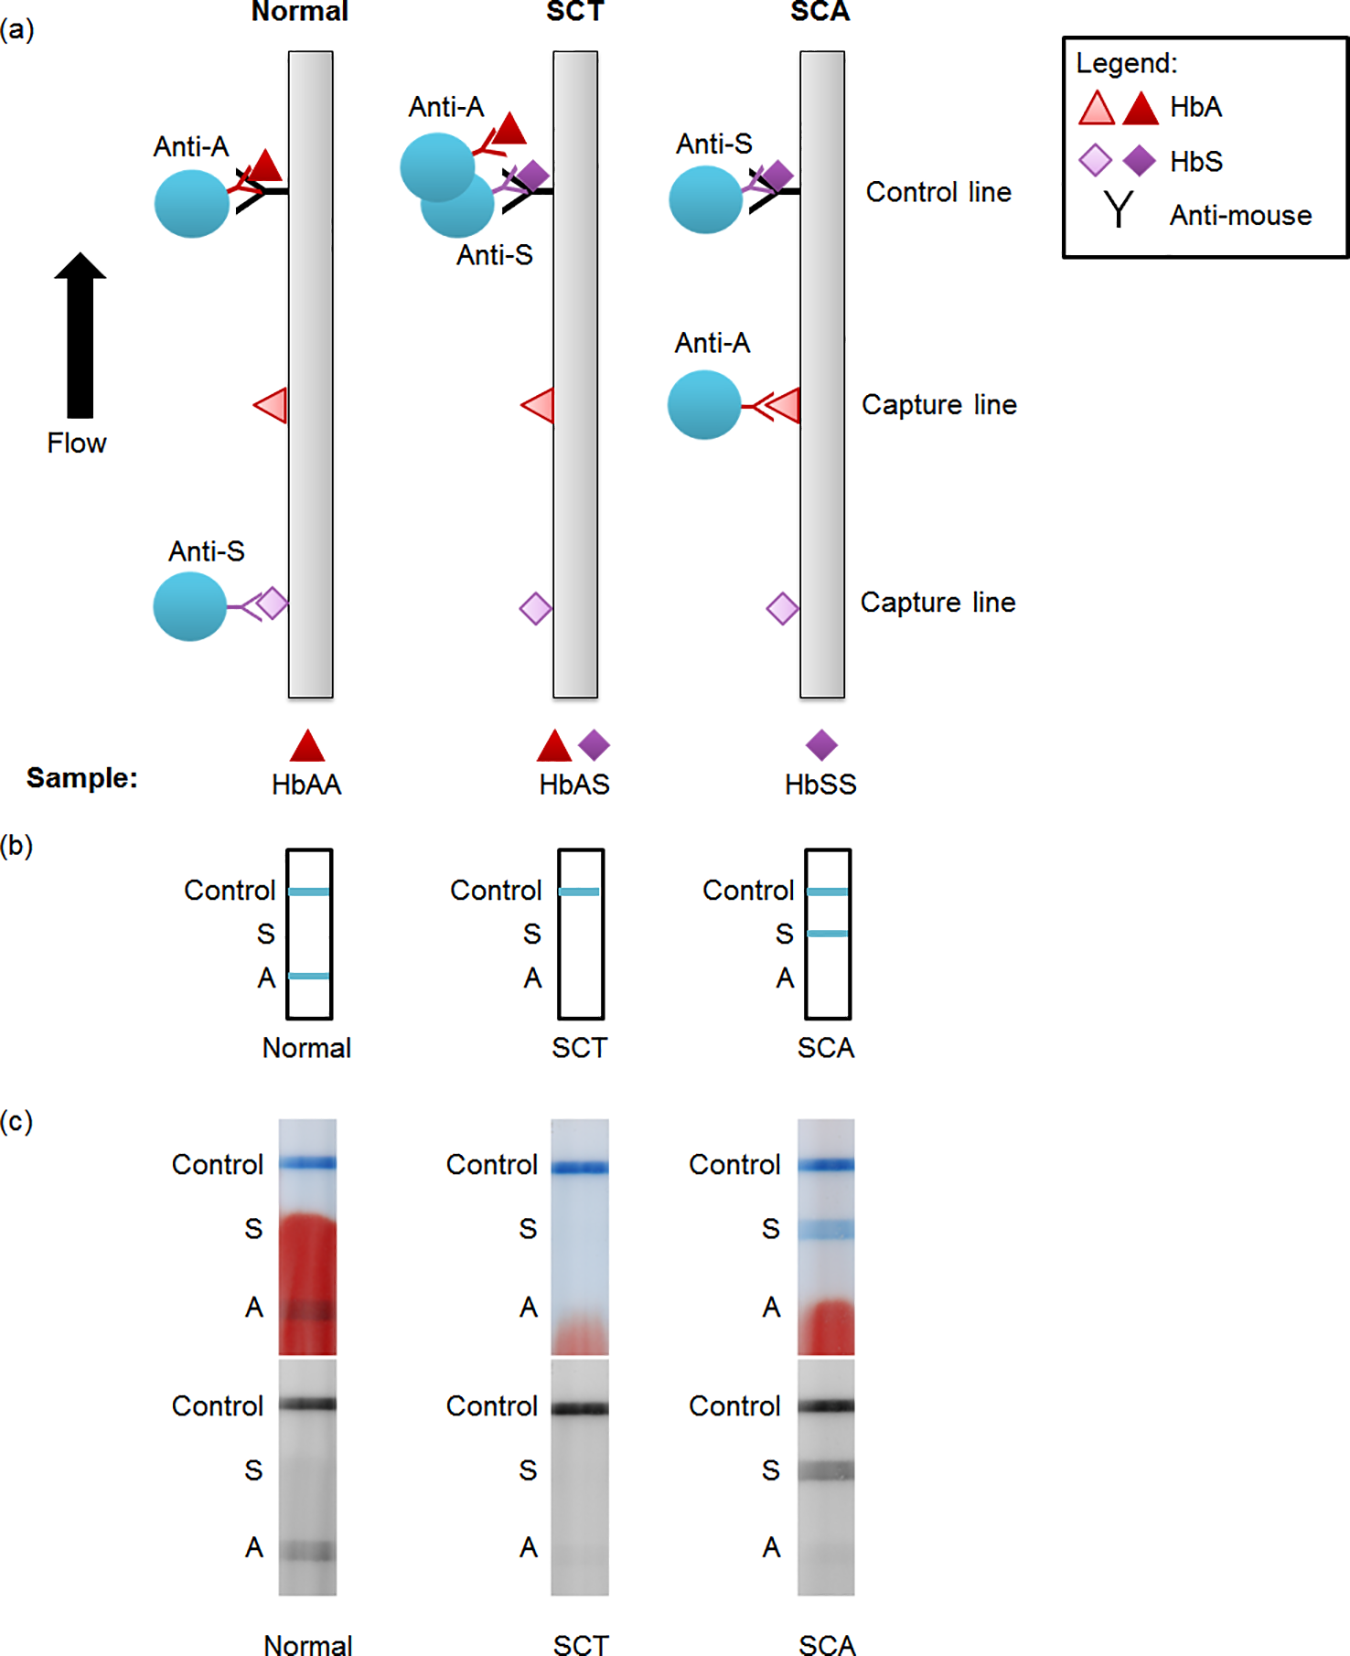 (a)
Normal
SCT
SCA
Legend:
HbA
HbS
Anti-mouse
Anti-A
Anti-A
Anti-S
Anti-S
Control line
Flow
Anti-A
Capture line
Anti-S
Capture line
Sample:
HbAA
HbAS
HbSS
(b)
Control
S
A
Normal
Control
S
A
SCT
Control
S
A
SCA
(c)
Control
S
A
Control
S
A
Control
S
A
Control
S
A
Normal
Control
S
A
SCT
Control
S
A
SCA